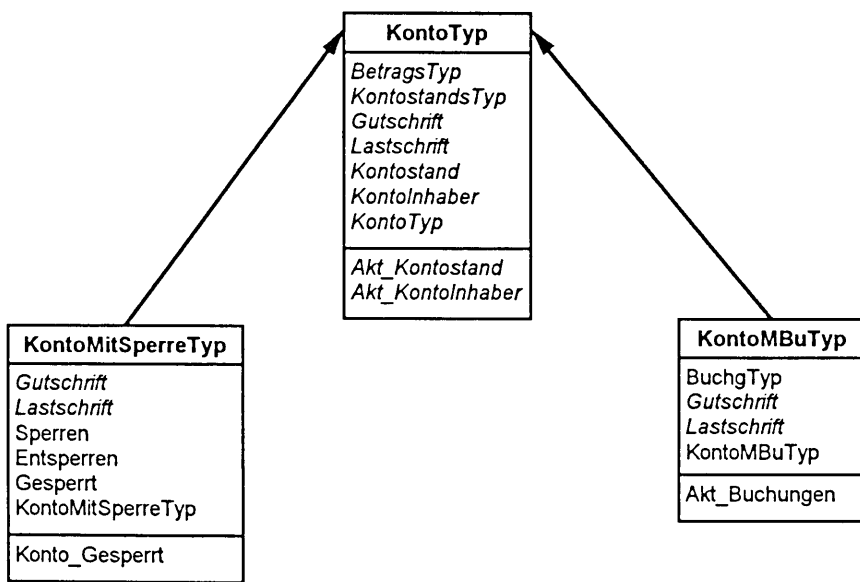 KontoTyp
BetragsTyp
KontostandsTyp
Gutschrift
Lastschrift
Kontostand
KontoInhaber
KontoTyp
Akt_Kontostand
Akt_KontoInhaber
KontoMitSperreTyp
Gutschrift
Lastschrift
Sperren
Entsperren
Gesperrt
KontoMitSperreTyp
Konto_Gesperrt
KontoMBuTyp
BuchgTyp
Gutschrift
Lastschrift
KontoMBuTyp
Akt_Buchungen